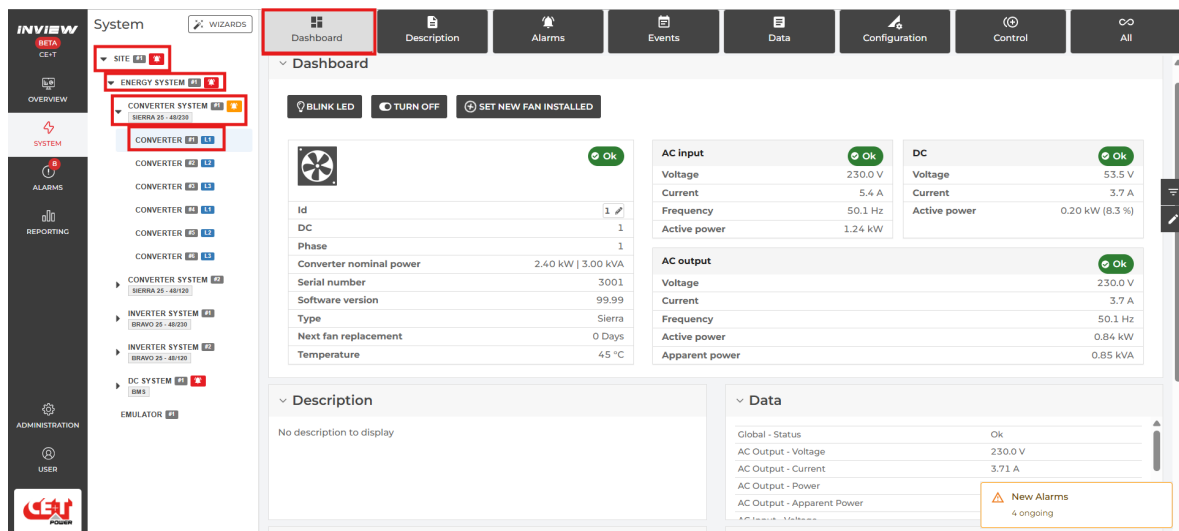 INVIEW
BETA
CE+T
OVERVIEW
SYSTEM
8
ALARMS
REPORTING
ADMINISTRATION
USER
CE+T
POWER
System
WIZARDS
SITE #1
ENERGY SYSTEM #1
CONVERTER SYSTEM #1
SIERRA 25 - 48/230
CONVERTER #1 L1
CONVERTER #2 L2
CONVERTER #3 L3
CONVERTER #4 L1
CONVERTER #5 L2
CONVERTER #6 L3
CONVERTER SYSTEM #2
SIERRA 25 - 48/120
INVERTER SYSTEM #1
BRAVO 25 - 48/230
INVERTER SYSTEM #2
BRAVO 25 - 48/120
DC SYSTEM #1
BMS
EMULATOR #1
Dashboard
Description
Alarms
Events
Data
Configuration
Control
All
Dashboard
BLINK LED
TURN OFF
SET NEW FAN INSTALLED
Ok
Id 1
DC 1
Phase 1
Converter nominal power 2.40 kW | 3.00 kVA
Serial number 3001
Software version 99.99
Type Sierra
Next fan replacement 0 Days
Temperature 45 °C
AC input Ok
Voltage 230.0 V
Current 5.4 A
Frequency 50.1 Hz
Active power 1.24 kW
DC Ok
Voltage 53.5 V
Current 3.7 A
Active power 0.20 kW (8.3 %)
AC output Ok
Voltage 230.0 V
Current 3.7 A
Frequency 50.1 Hz
Active power 0.84 kW
Apparent power 0.85 kVA
Description
No description to display
Data
Global - Status Ok
AC Output - Voltage 230.0 V
AC Output - Current 3.71 A
AC Output - Power
AC Output - Apparent Power
AC Input - Voltage
New Alarms
4 ongoing